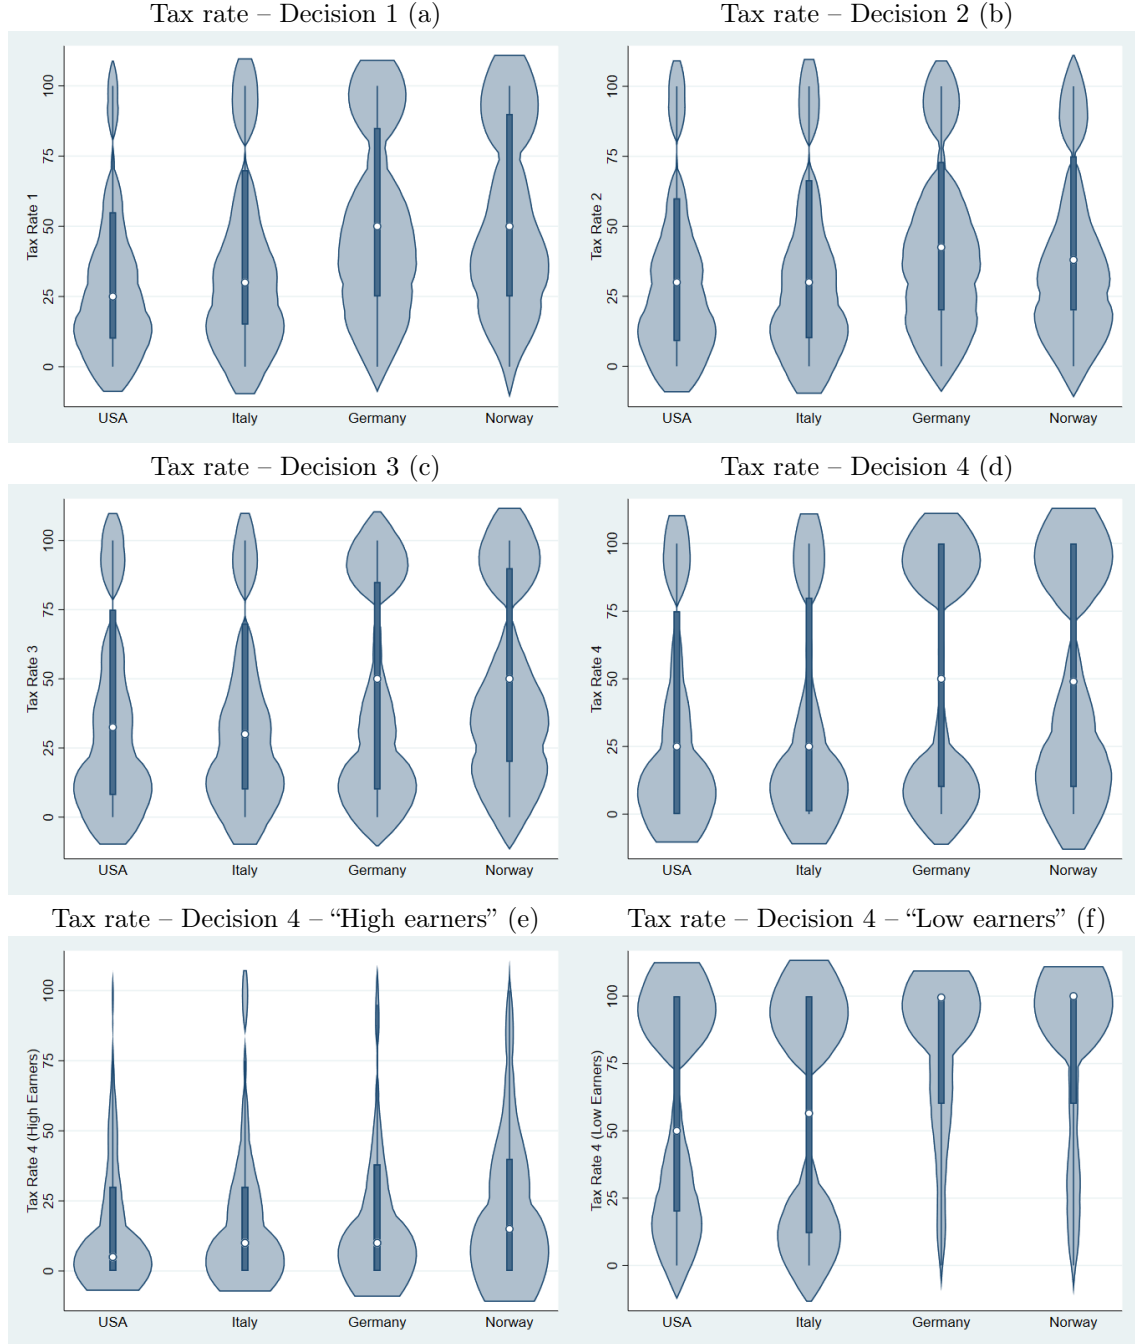 Tax rate – Decision 1 (a)
Tax Rate 1
100
75
50
25
0
USA Italy Germany Norway
Tax rate – Decision 2 (b)
Tax Rate 2
100
75
50
25
0
USA Italy Germany Norway
Tax rate – Decision 3 (c)
Tax Rate 3
100
75
50
25
0
USA Italy Germany Norway
Tax rate – Decision 4 (d)
Tax Rate 4
100
75
50
25
0
USA Italy Germany Norway
Tax rate – Decision 4 – “High earners” (e)
Tax Rate 4 (High Earners)
100
75
50
25
0
USA Italy Germany Norway
Tax rate – Decision 4 – “Low earners” (f)
Tax Rate 4 (Low Earners)
100
75
50
25
0
USA Italy Germany Norway